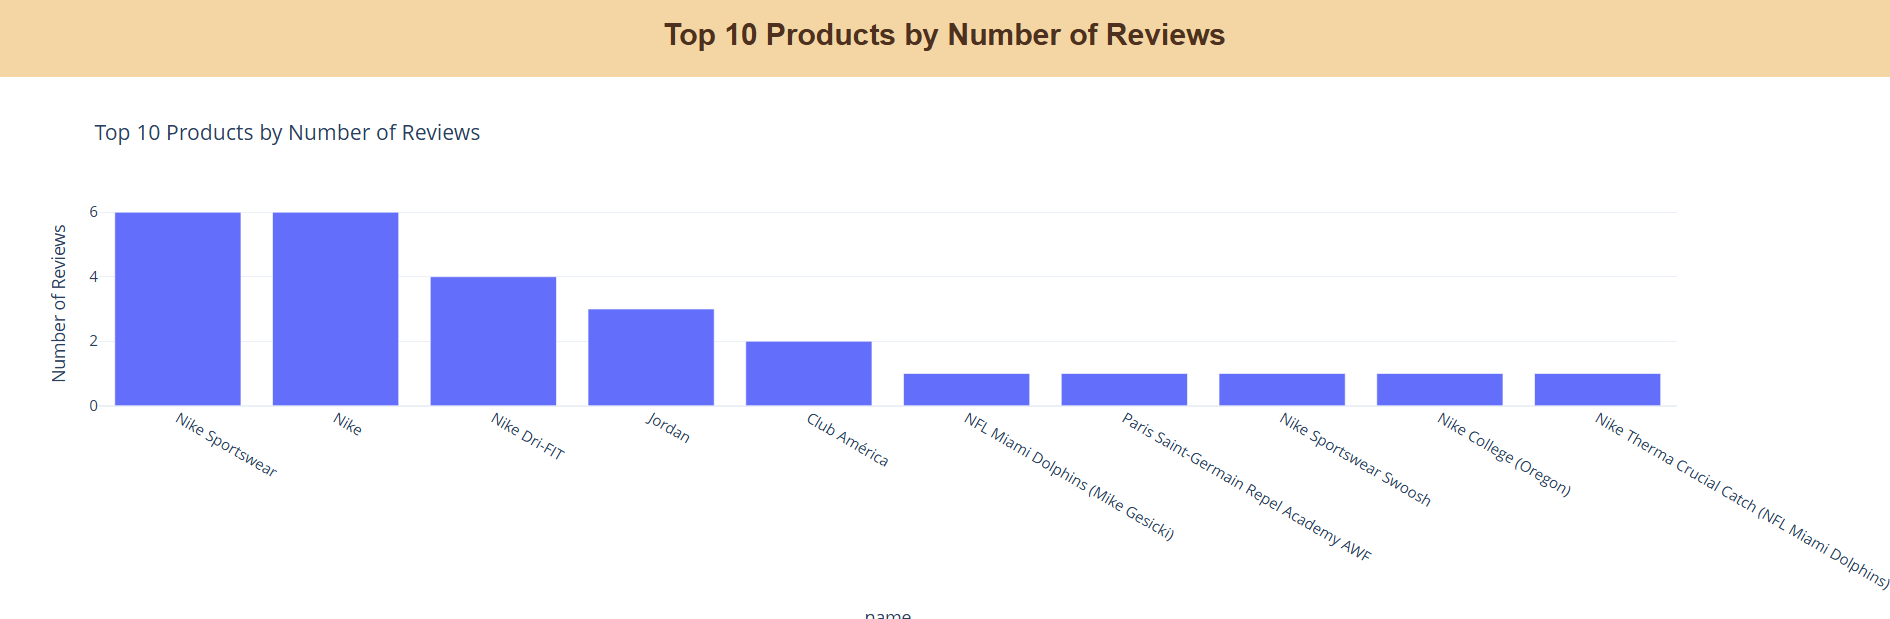 Top 10 Products by Number of Reviews
Top 10 Products by Number of Reviews
Number of Reviews
6
4
2
0
Nike Sportswear
Nike
Nike Dri-FIT
Jordan
Club América
NFL Miami Dolphins (Mike Gesicki)
Paris Saint-Germain Repel Academy AWF
Nike Sportswear Swoosh
Nike College (Oregon)
Nike Therma Crucial Catch (NFL Miami Dolphins)
name